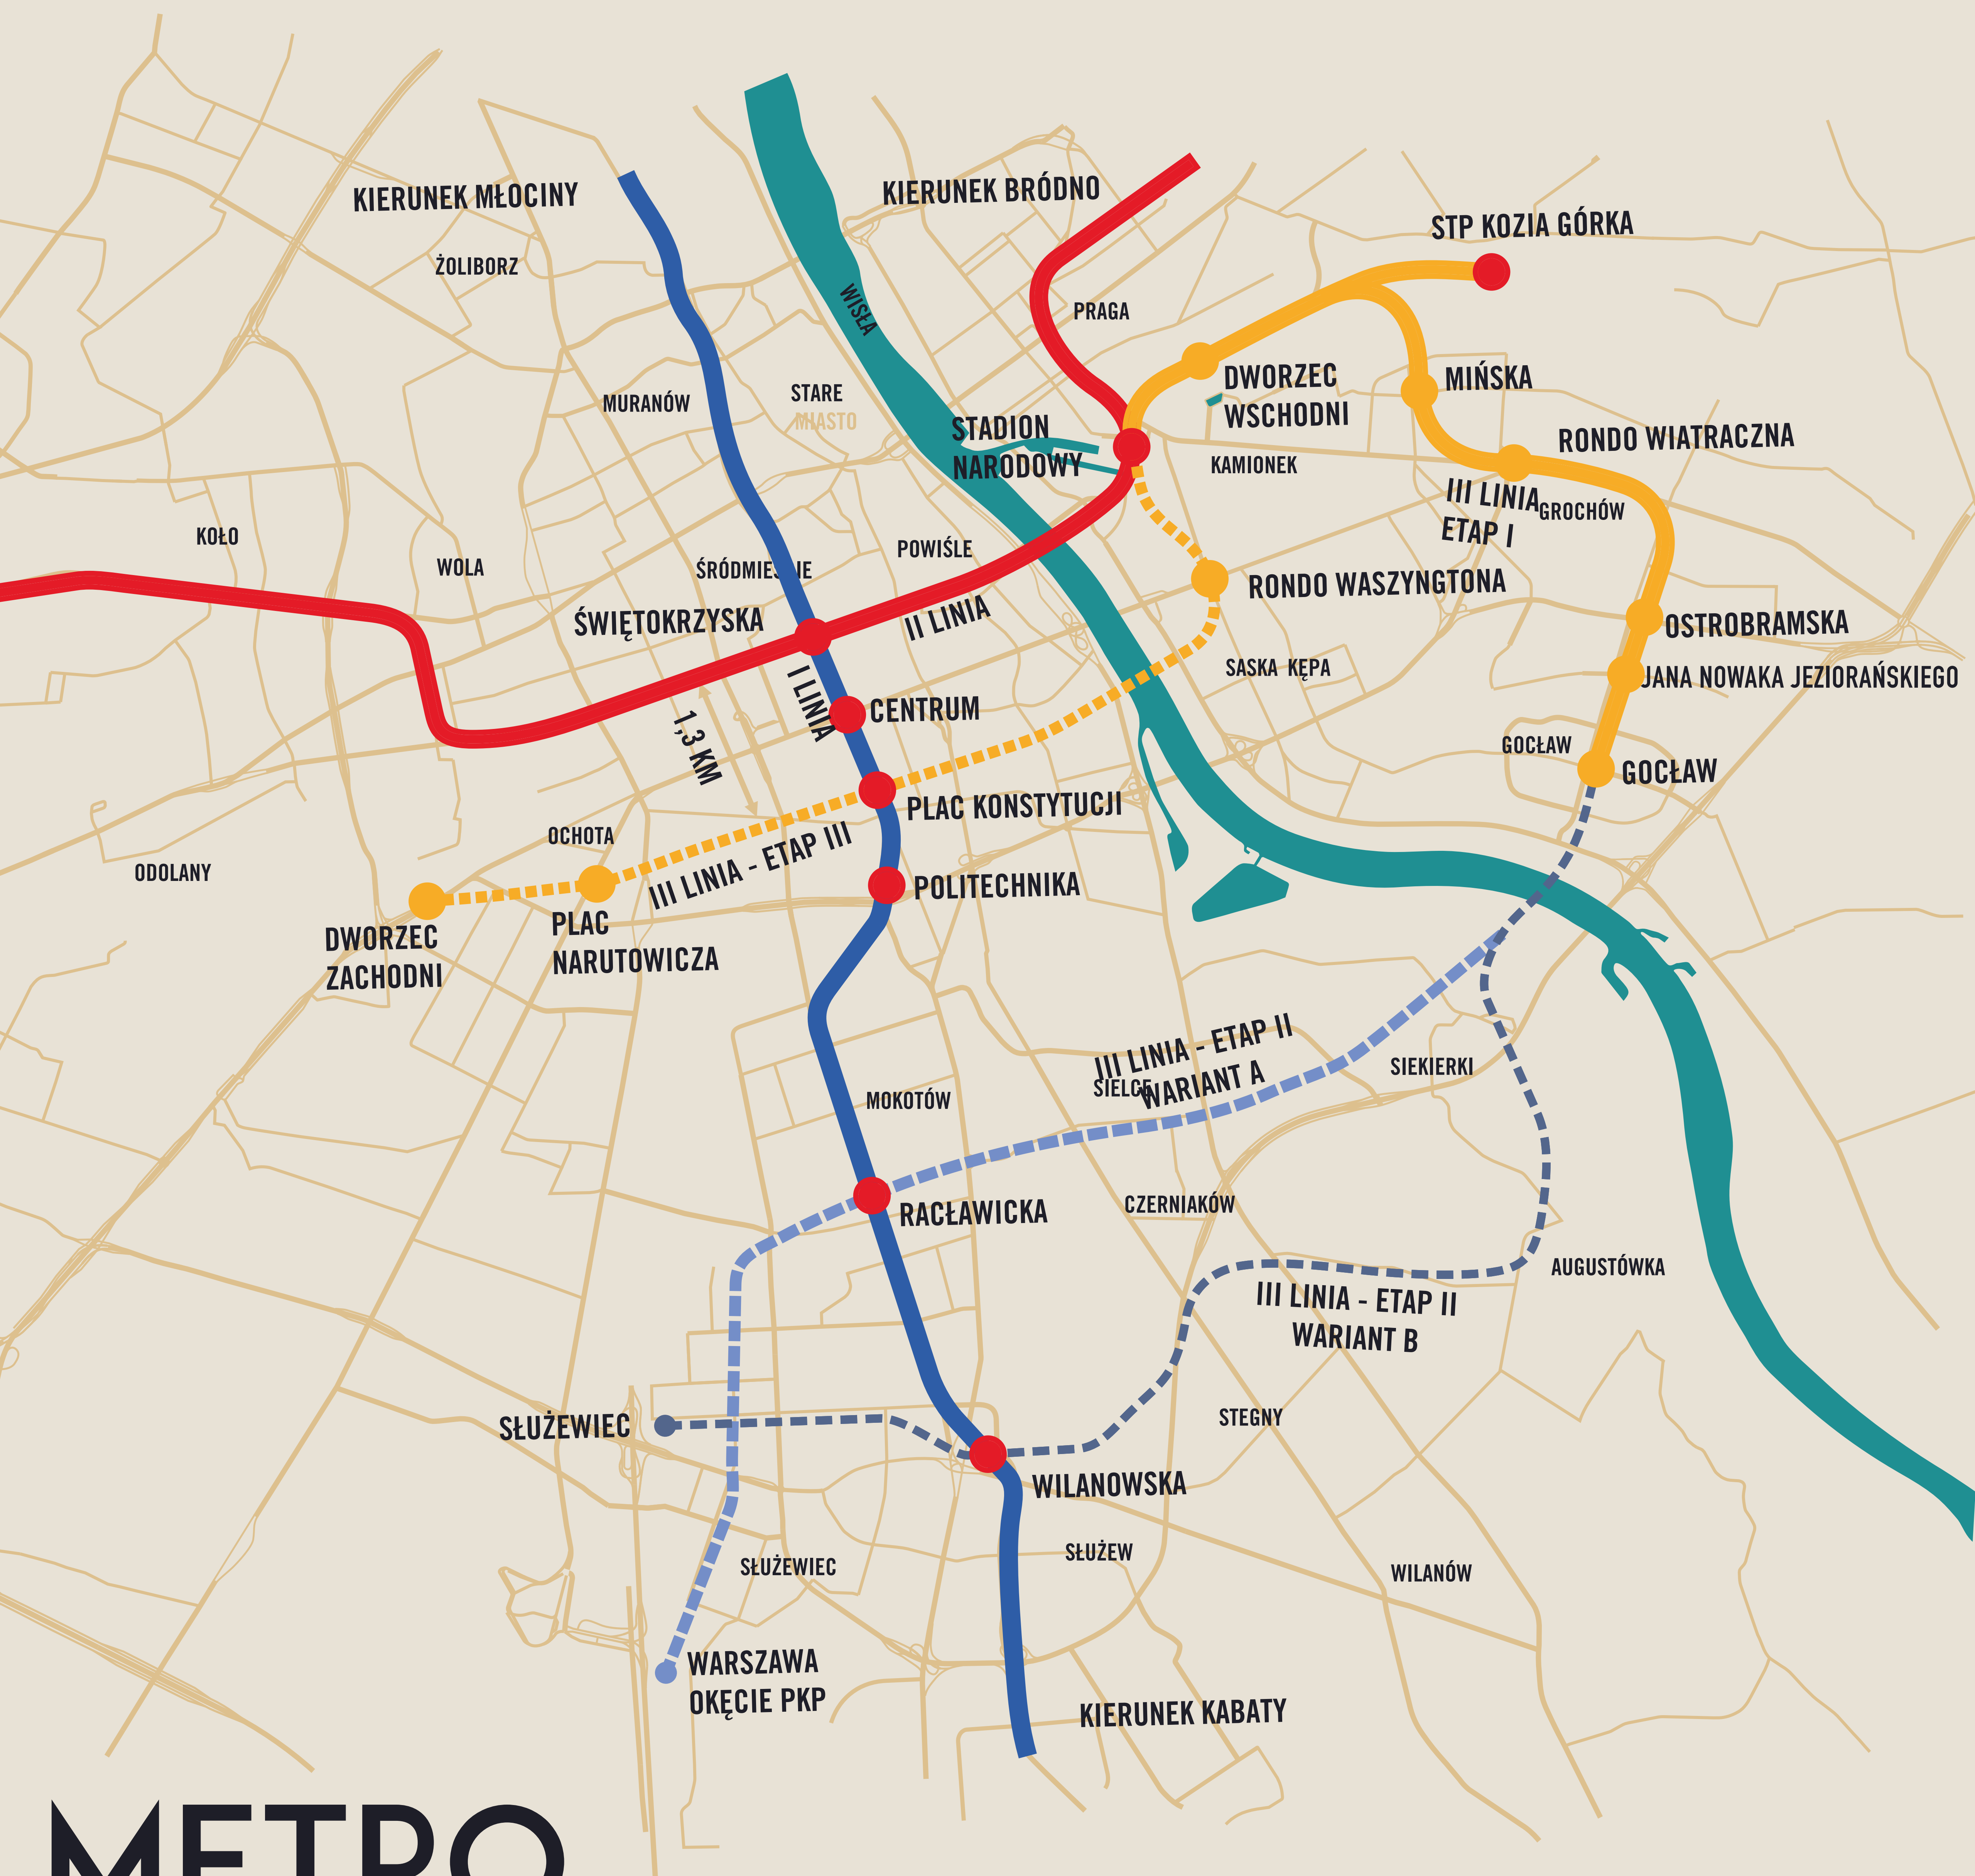 KIERUNEK MŁOCINY
KIERUNEK BRÓDNO
STP KOZIA GÓRKA
ŻOLIBORZ
WISŁA
PRAGA
MURANÓW
STARE
MIASTO
DWORZEC
WSCHODNI
MIŃSKA
STADION
NARODOWY
KAMIONEK
RONDO WIATRACZNA
III LINIA
ETAP I
GROCHÓW
KOŁO
WOLA
ŚRÓDMIEŚCIE
POWIŚLE
RONDO WASZYNGTONA
ŚWIĘTOKRZYSKA
II LINIA
OSTROBRAMSKA
SASKA KĘPA
JANA NOWAKA JEZIORAŃSKIEGO
I LINIA
CENTRUM
1,3 KM
GOCŁAW
GOCŁAW
PLAC KONSTYTUCJI
OCHOTA
ODOLANY
III LINIA - ETAP III
POLITECHNIKA
DWORZEC
ZACHODNI
PLAC
NARUTOWICZA
III LINIA - ETAP II
WARIANT A
SIELCE
SIEKIERKI
MOKOTÓW
RACŁAWICKA
CZERNIAKÓW
AUGUSTÓWKA
III LINIA - ETAP II
WARIANT B
SŁUŻEWIEC
STEGNY
WILANOWSKA
SŁUŻEWIEC
SŁUŻEW
WILANÓW
WARSZAWA
OKĘCIE PKP
KIERUNEK KABATY
METRO